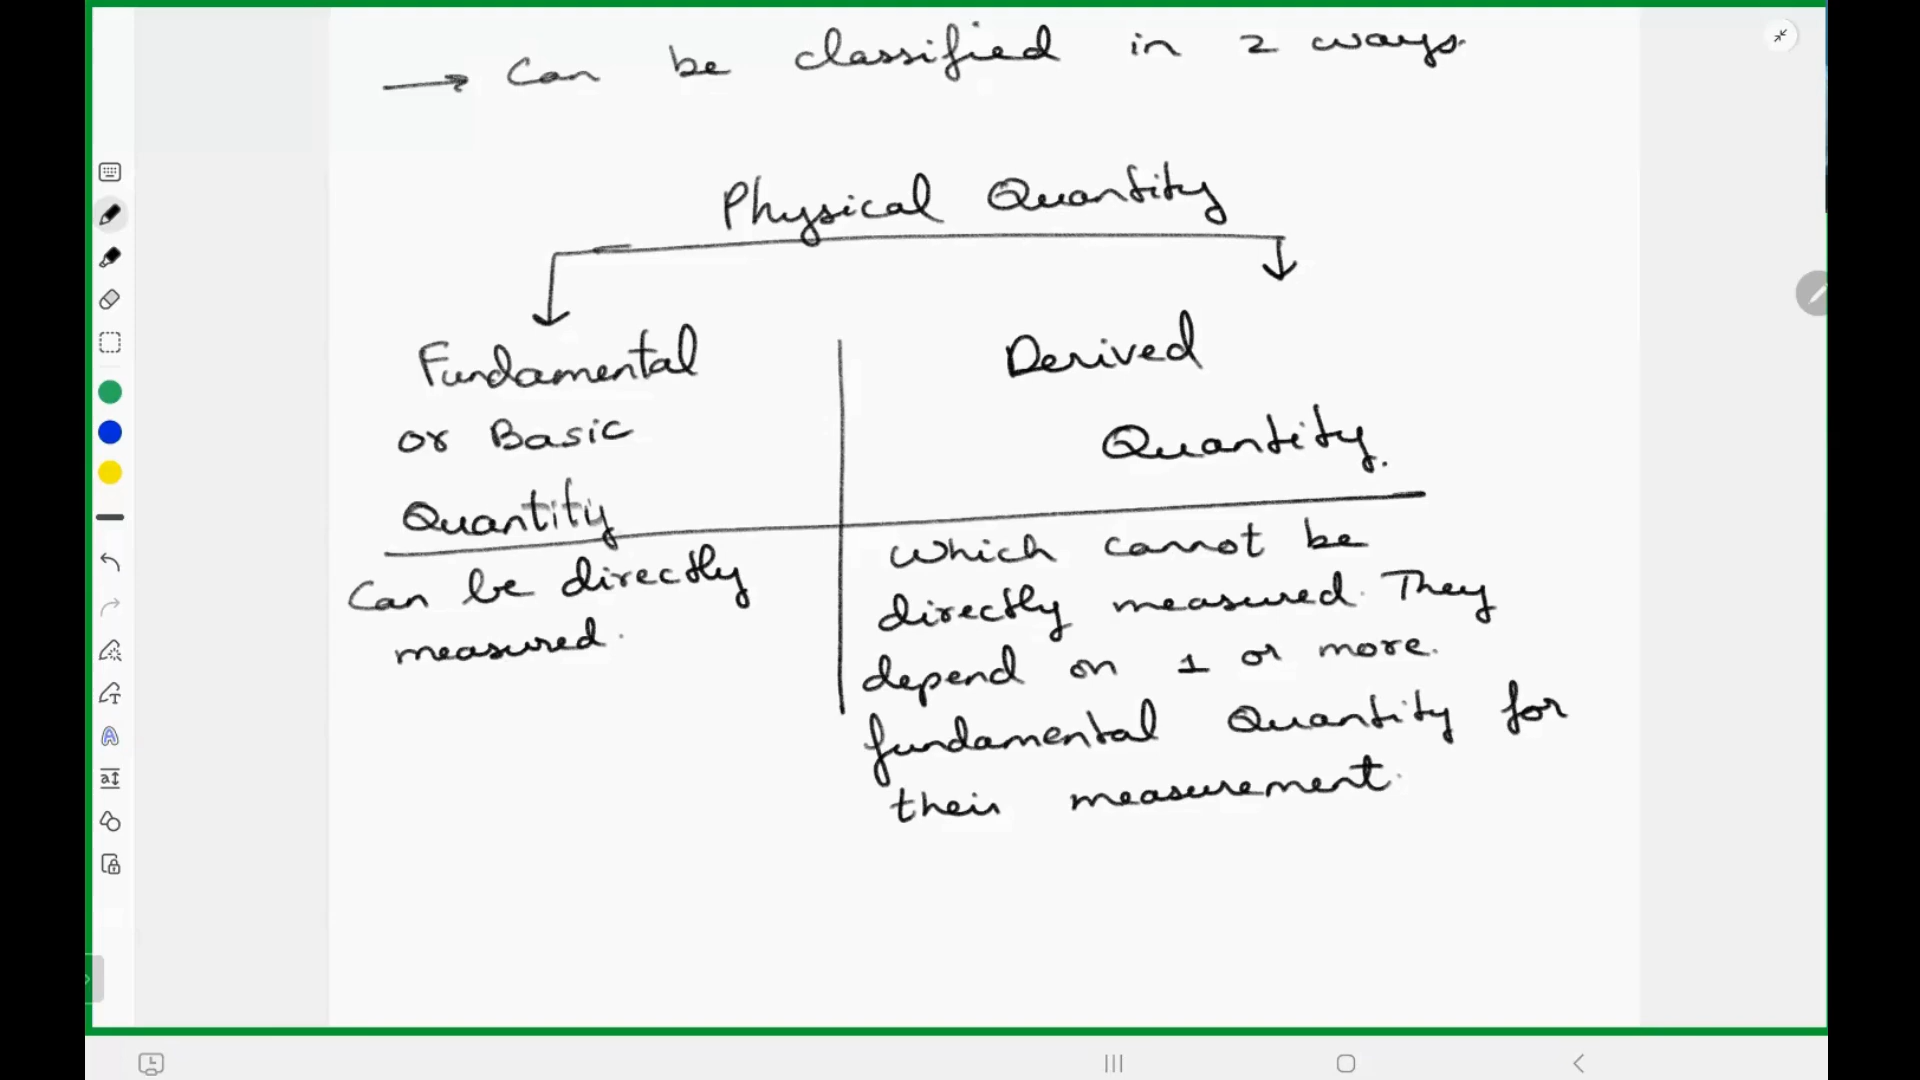 → Can be classified in 2 ways.
Physical Quantity
Fundamental
or Basic
Quantity
Can be directly
measured.
Derived
Quantity.
which cannot be
directly measured. They
depend on 1 or more.
fundamental Quantity for
their measurement.